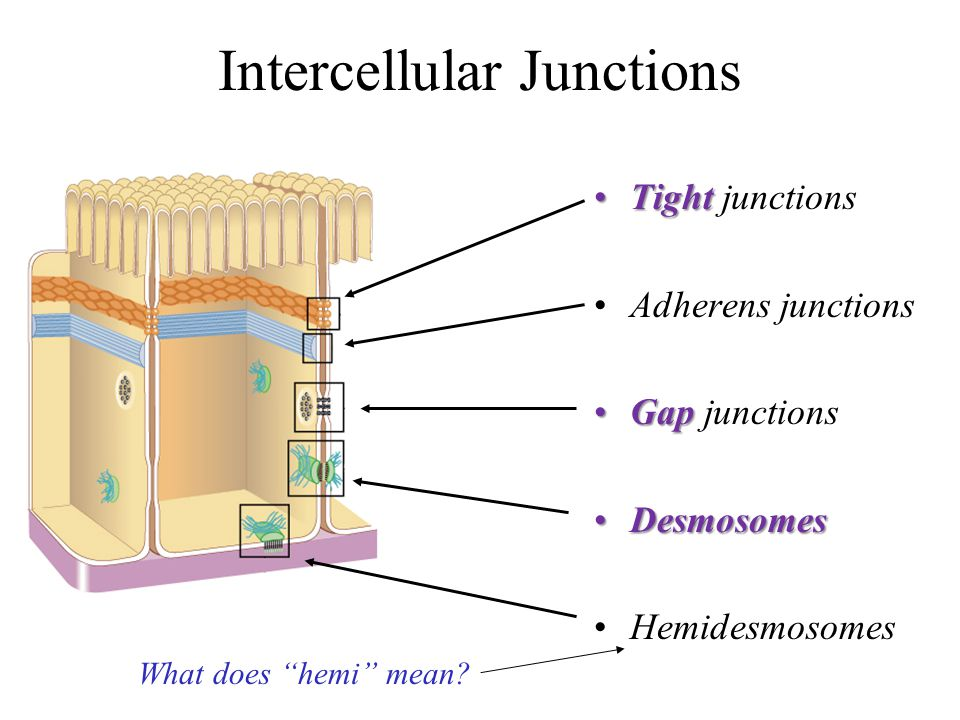 Intercellular Junctions
• Tight junctions
• Adherens junctions
• Gap junctions
• Desmosomes
• Hemidesmosomes
What does “hemi” mean?